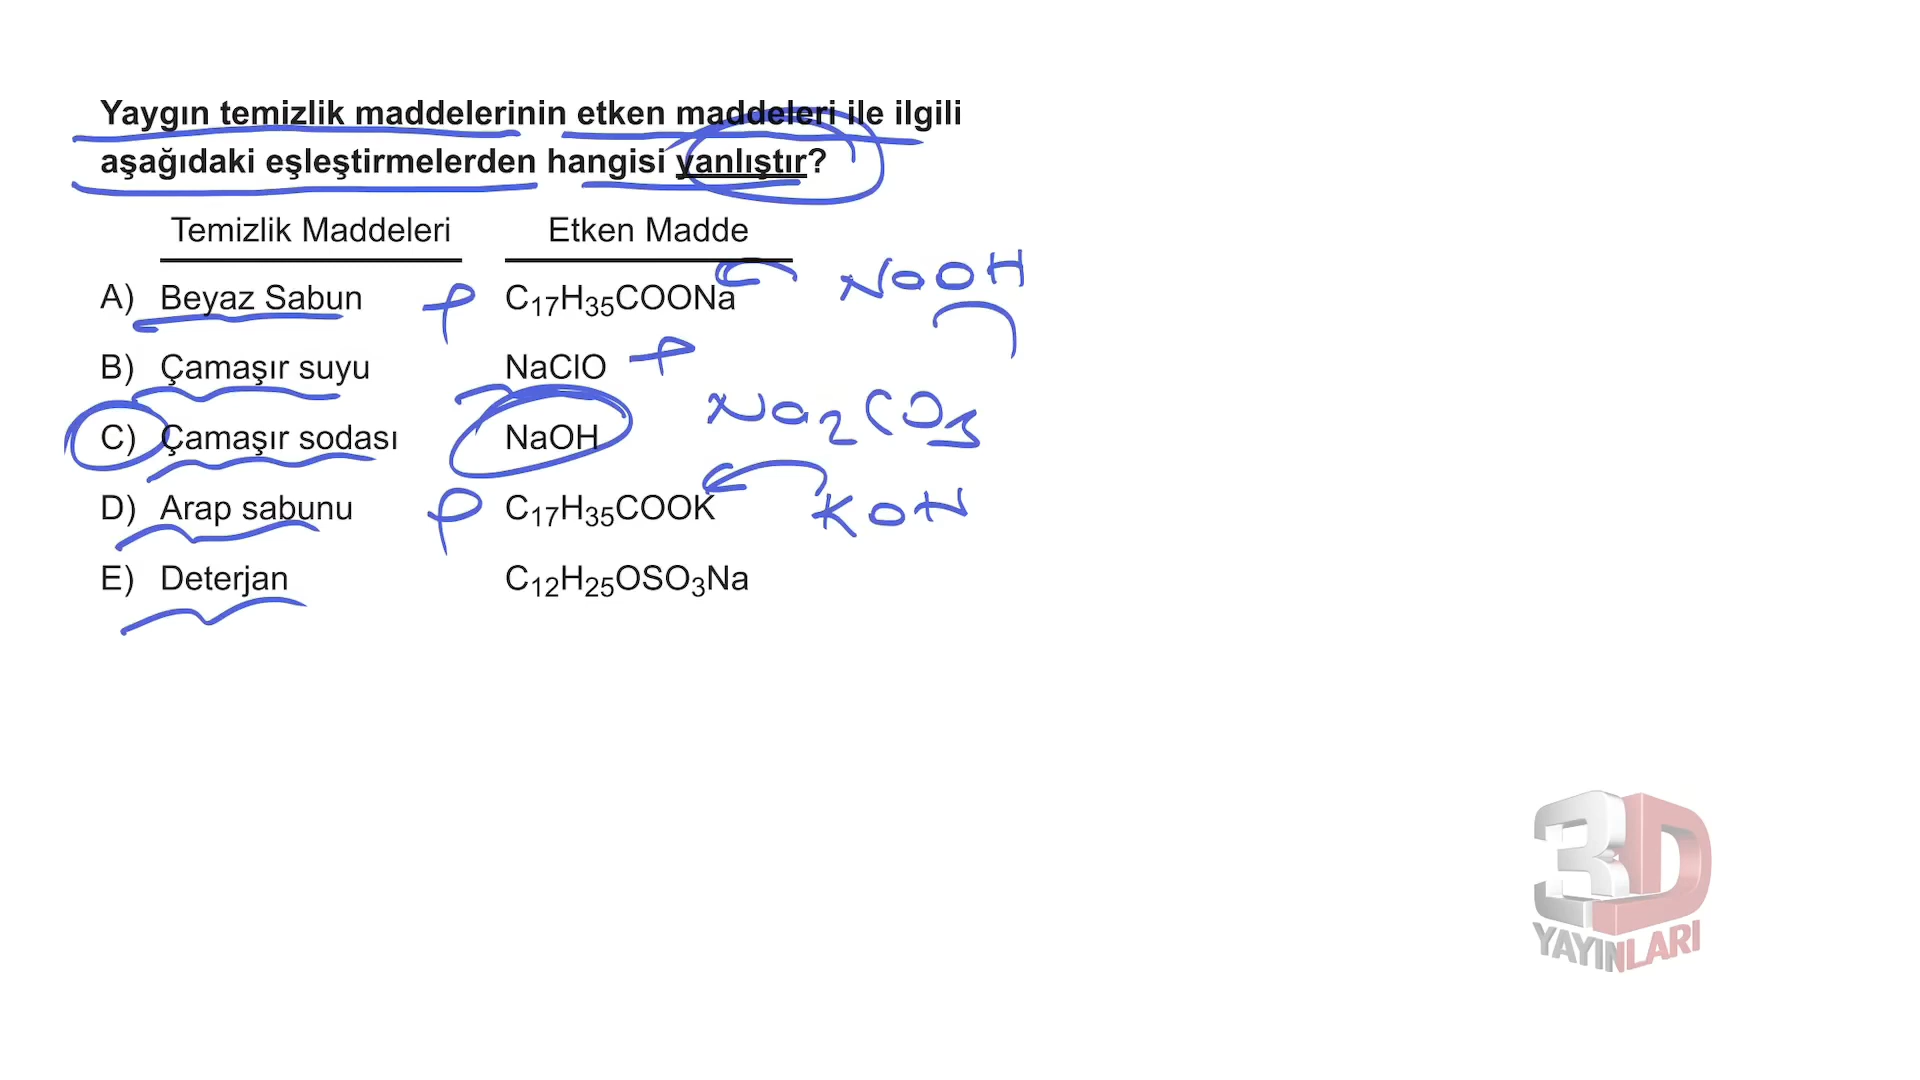 Yaygın temizlik maddelerinin etken maddeleri ile ilgili
aşağıdaki eşleştirmelerden hangisi yanlıştır?
Temizlik Maddeleri Etken Madde
A) Beyaz Sabun C₁₇H₃₅COONa NaOH
B) Çamaşır suyu NaClO
C) Çamaşır sodası NaOH Na₂CO₃
D) Arap sabunu C₁₇H₃₅COOK KOH
E) Deterjan C₁₂H₂₅OSO₃Na
3D
YAYINLARI